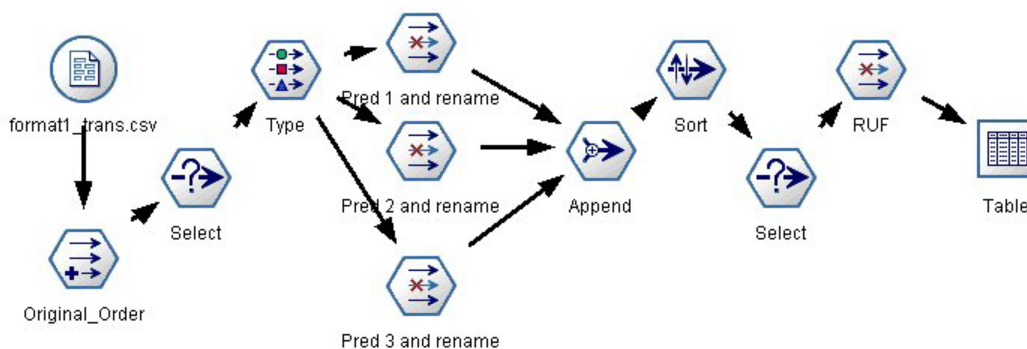 format1_trans.csv
Original_Order
Select
Type
Pred 1 and rename
Pred 2 and rename
Pred 3 and rename
Append
Sort
Select
RUF
Table